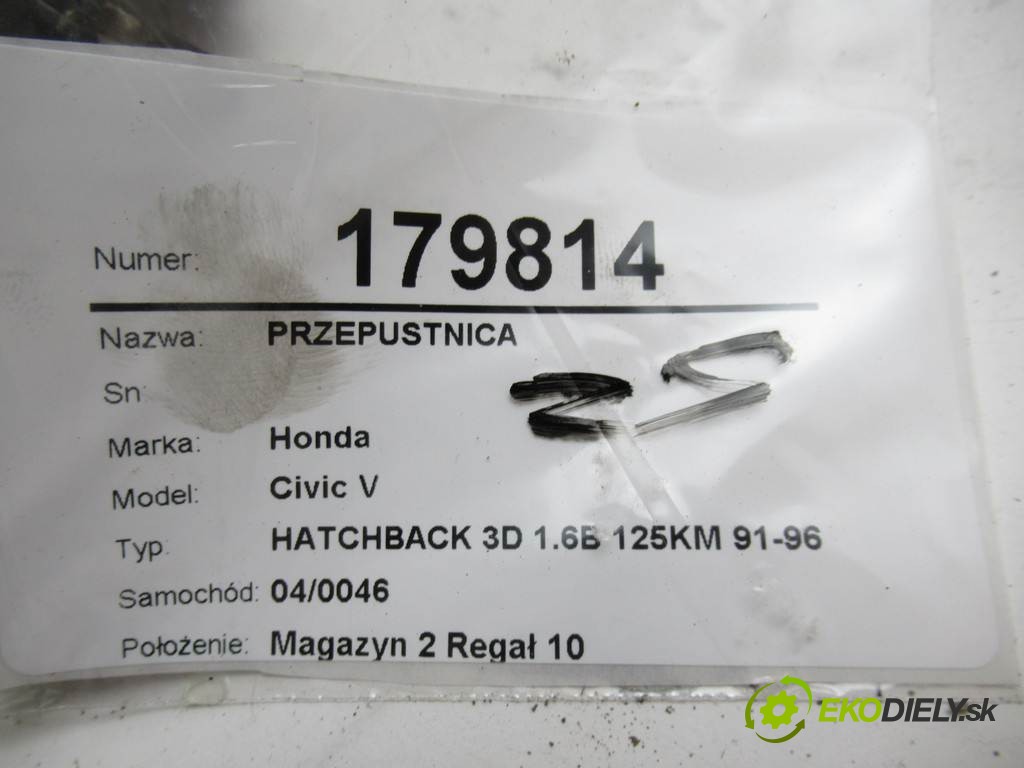 Numer: 179814
Nazwa: PRZEPUSTNICA
Sn:
25
Marka: Honda
Model: Civic V
Typ: HATCHBACK 3D 1.6B 125KM 91-96
Samochód: 04/0046
Położenie: Magazyn 2 Regał 10
EKODIELY.sk